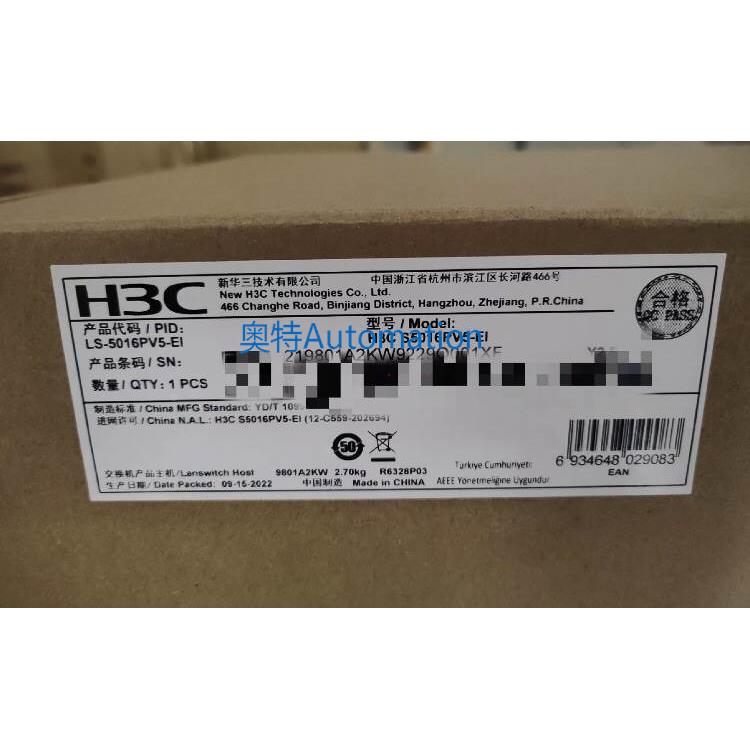 H3C
新华三技术有限公司 中国浙江省杭州市滨江区长河路466号
New H3C Technologies Co., Ltd.
466 Changhe Road, Binjiang District, Hangzhou, Zhejiang, P.R.China
合格
QC PASS
产品代码 / PID: 型号 / Model:
LS-5016PV5-EI H3C S5016PV5-EI
奥特Automation
产品条码 / SN:
数量 / QTY: 1 PCS
制造标准 / China MFG Standard: YD/T
进网许可 / China N.A.L.: H3C S5016PV5-EI (12-C559-202694)
50
交换机产品主机/Lanswitch Host 9801A2KW 2.70kg R6328P03
生产日期/ Date Packed: 09-15-2022 中国制造 Made in CHINA
Türkiye Cumhuriyeti:
AEEE Yönetmeliğine Uygundur
6 934648 029083
EAN